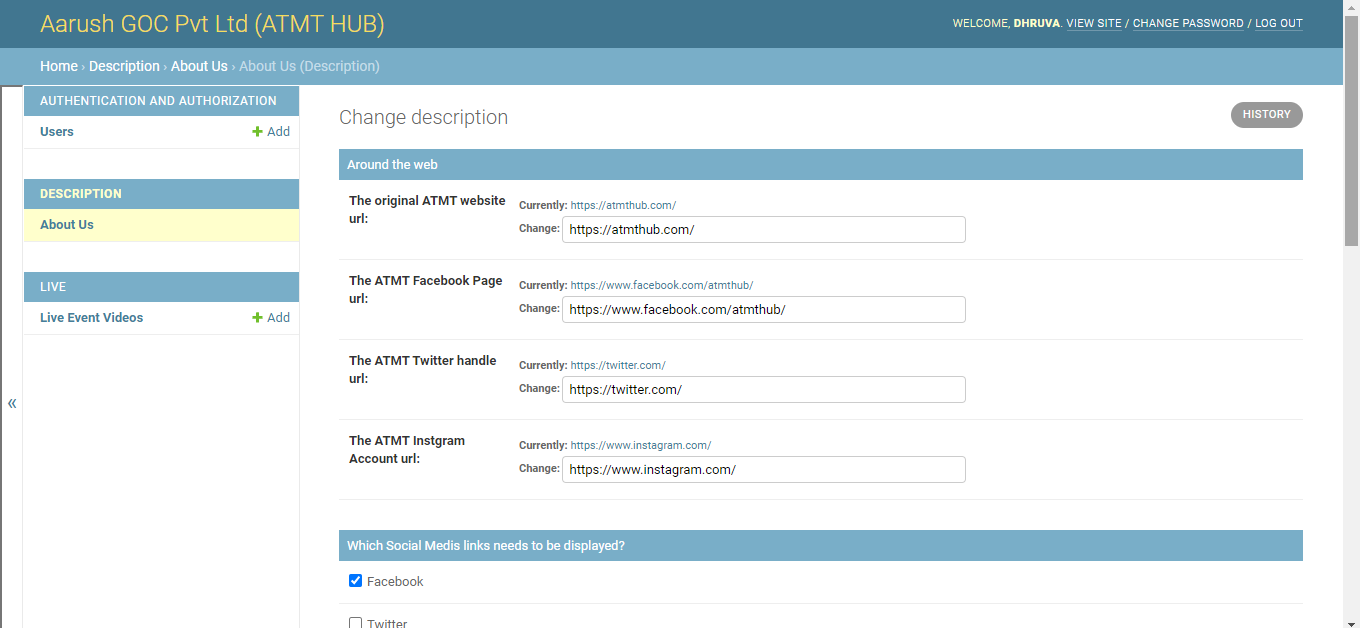 Aarush GOC Pvt Ltd (ATMT HUB)
WELCOME, DHRUVA. VIEW SITE / CHANGE PASSWORD / LOG OUT
Home › Description › About Us › About Us (Description)
AUTHENTICATION AND AUTHORIZATION
Users Add
DESCRIPTION
About Us
LIVE
Live Event Videos Add
«
Change description
HISTORY
Around the web
The original ATMT website
url:
Currently: https://atmthub.com/
Change: https://atmthub.com/
The ATMT Facebook Page
url:
Currently: https://www.facebook.com/atmthub/
Change: https://www.facebook.com/atmthub/
The ATMT Twitter handle
url:
Currently: https://twitter.com/
Change: https://twitter.com/
The ATMT Instgram
Account url:
Currently: https://www.instagram.com/
Change: https://www.instagram.com/
Which Social Medis links needs to be displayed?
Facebook
Twitter